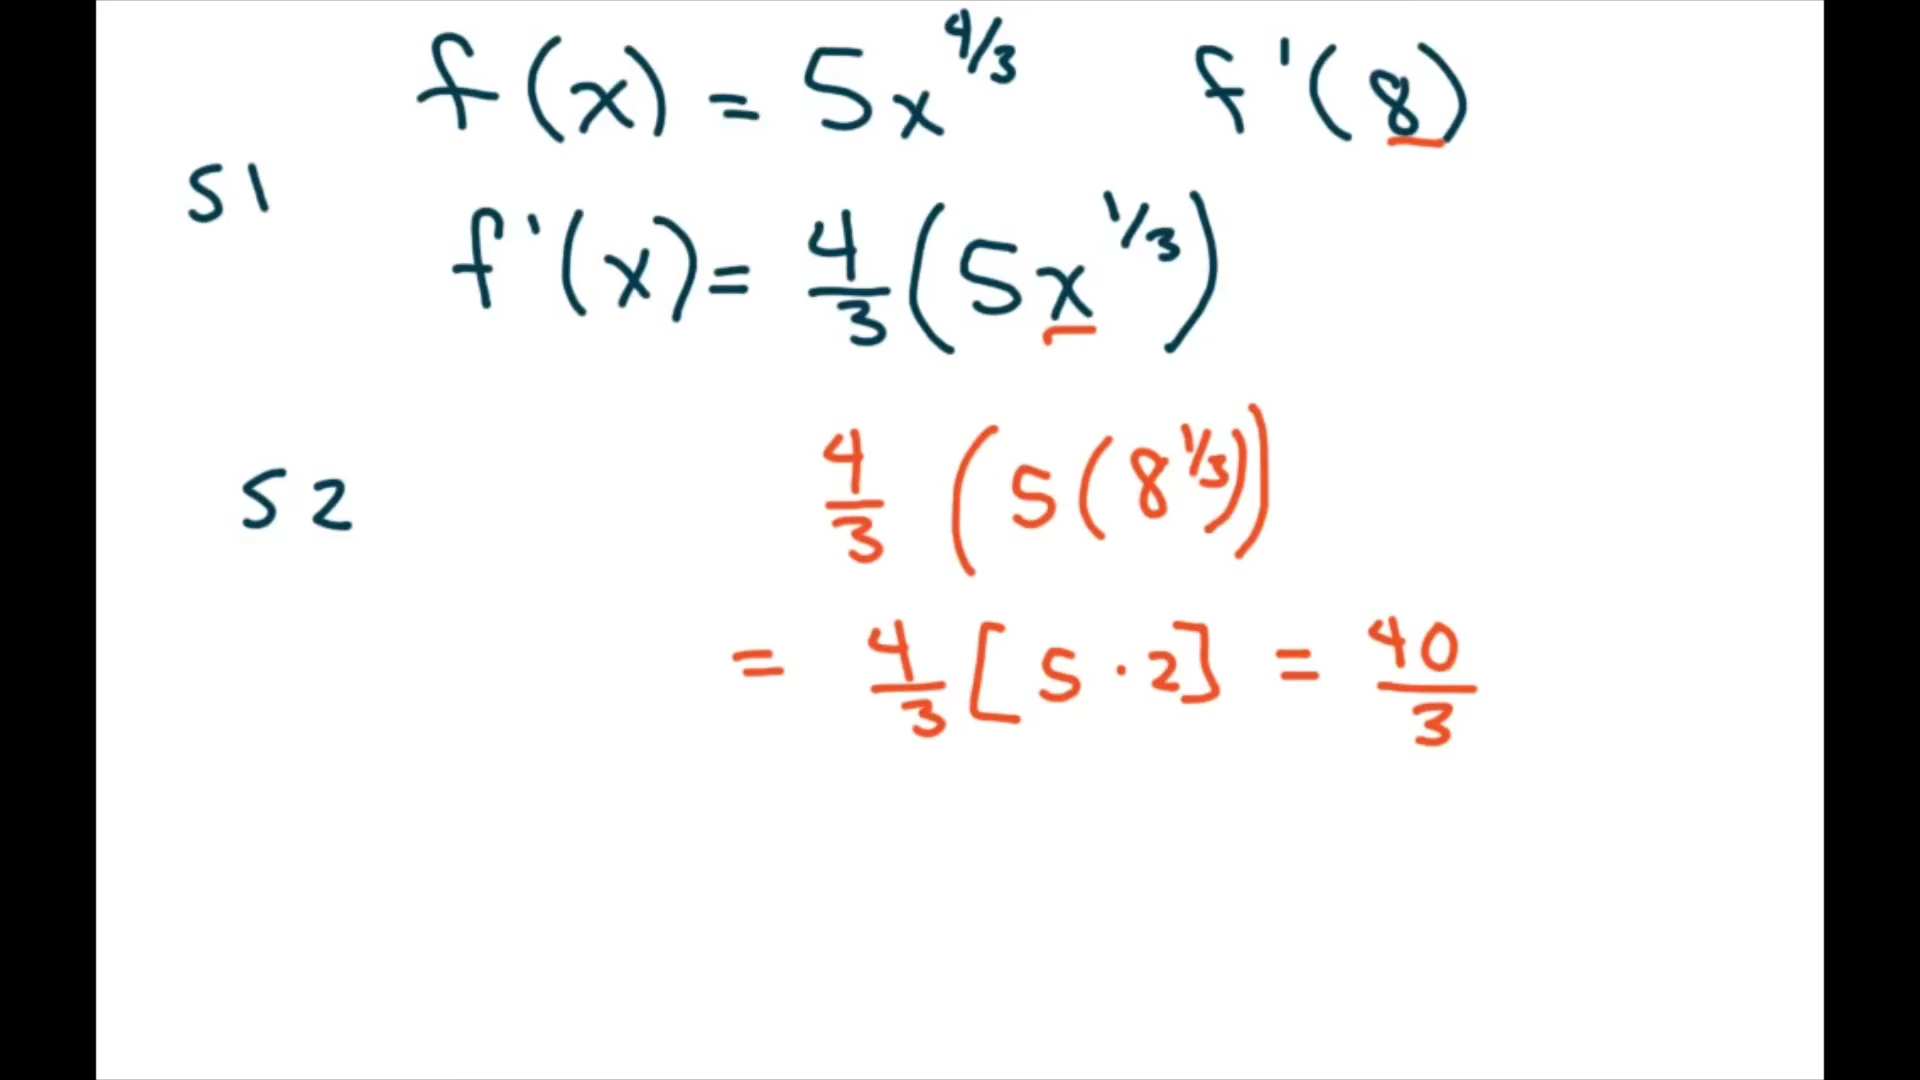 f(x) = 5x^4/3 f'(8)
S1
f'(x) = 4/3 (5x^1/3)
S2 4/3 (5(8^1/3))
= 4/3 [5 · 2] = 40/3